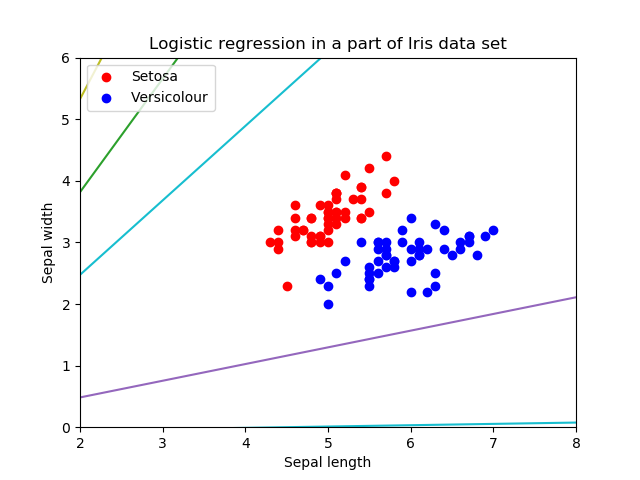 Logistic regression in a part of Iris data set
Setosa
Versicolour
Sepal width
6
5
4
3
2
1
0
2 3 4 5 6 7 8
Sepal length